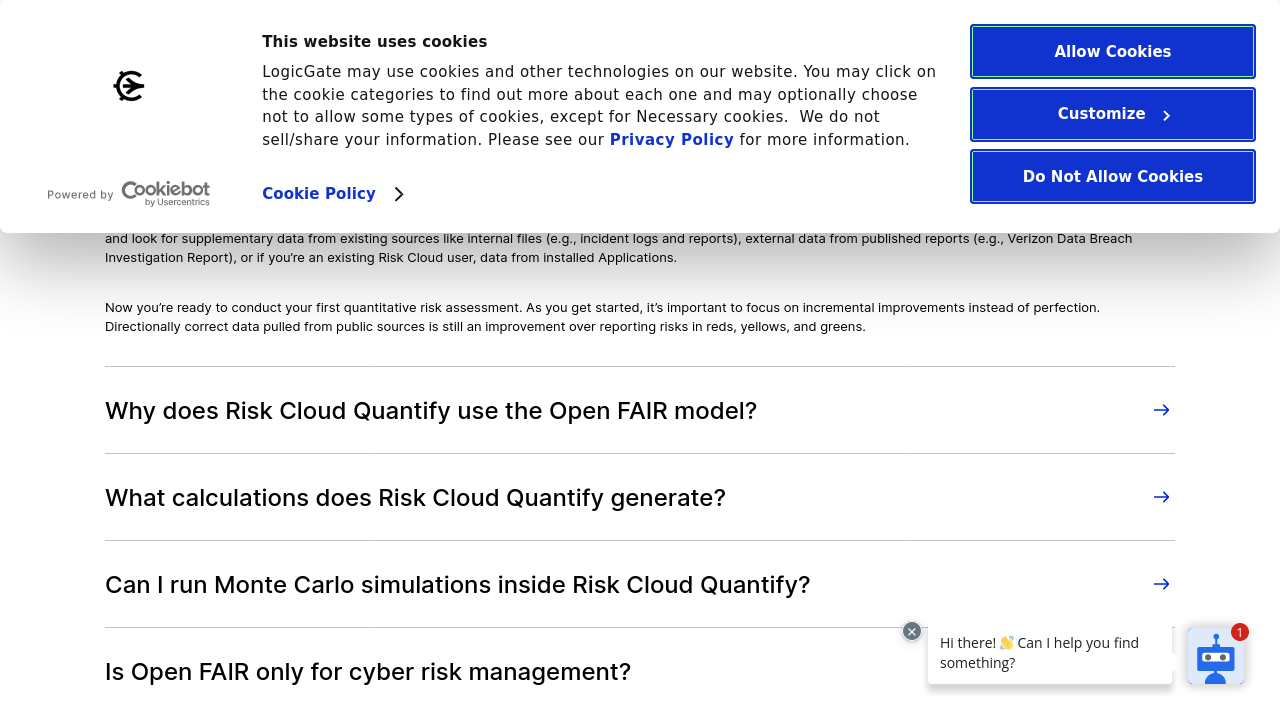 This website uses cookies
LogicGate may use cookies and other technologies on our website. You may click on
the cookie categories to find out more about each one and may optionally choose
not to allow some types of cookies, except for Necessary cookies.  We do not
sell/share your information. Please see our Privacy Policy for more information.
Cookie Policy
Powered by Cookiebot
by Usercentrics
Allow Cookies
Customize
Do Not Allow Cookies
and look for supplementary data from existing sources like internal files (e.g., incident logs and reports), external data from published reports (e.g., Verizon Data Breach
Investigation Report), or if you’re an existing Risk Cloud user, data from installed Applications.
Now you’re ready to conduct your first quantitative risk assessment. As you get started, it’s important to focus on incremental improvements instead of perfection.
Directionally correct data pulled from public sources is still an improvement over reporting risks in reds, yellows, and greens.
Why does Risk Cloud Quantify use the Open FAIR model?
What calculations does Risk Cloud Quantify generate?
Can I run Monte Carlo simulations inside Risk Cloud Quantify?
Is Open FAIR only for cyber risk management?
Hi there! 👋 Can I help you find
something?
1